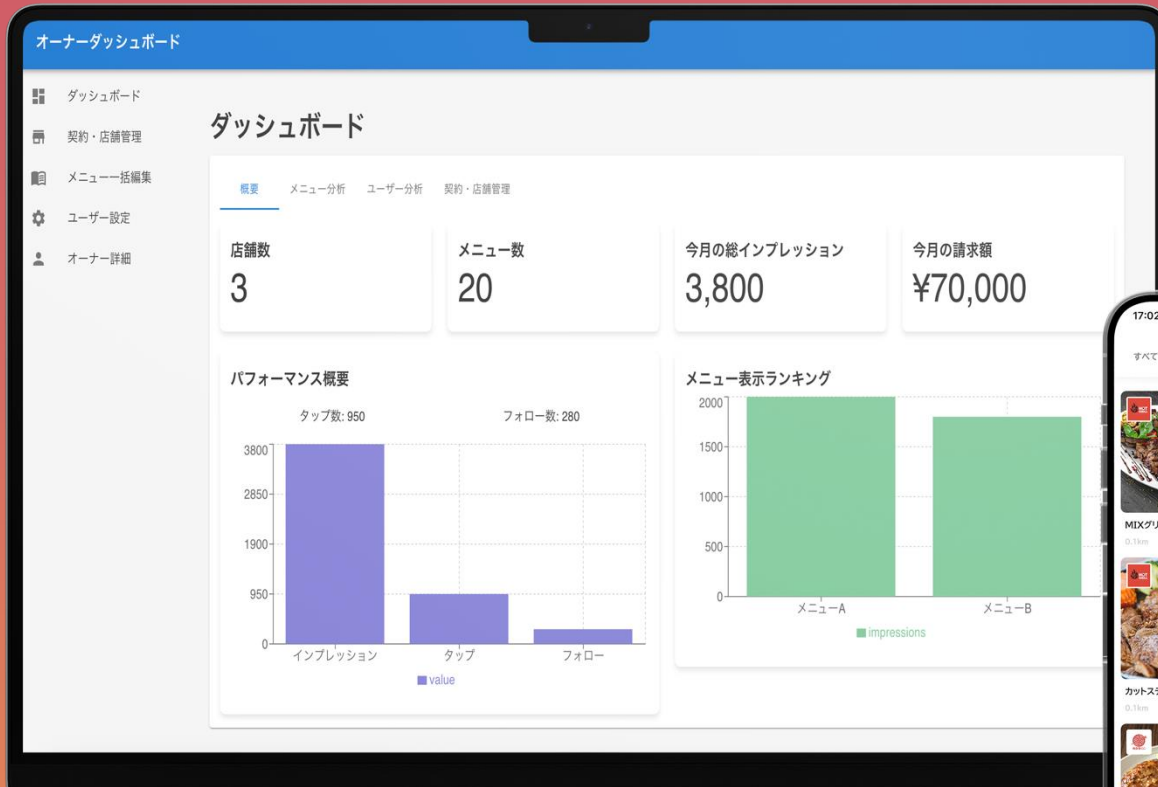 オーナーダッシュボード
ダッシュボード
契約・店舗管理
メニュー一括編集
ユーザー設定
オーナー詳細
ダッシュボード
概要 メニュー分析 ユーザー分析 契約・店舗管理
店舗数
3
メニュー数
20
今月の総インプレッション
3,800
今月の請求額
¥70,000
パフォーマンス概要
タップ数: 950 フォロー数: 280
3800
2850
1900
950
0
インプレッション タップ フォロー
value
メニュー表示ランキング
2000
1500
1000
500
0
メニューA メニューB
impressions
17:02
すべて
MIXグリ
0.1km
カットステ
0.1km